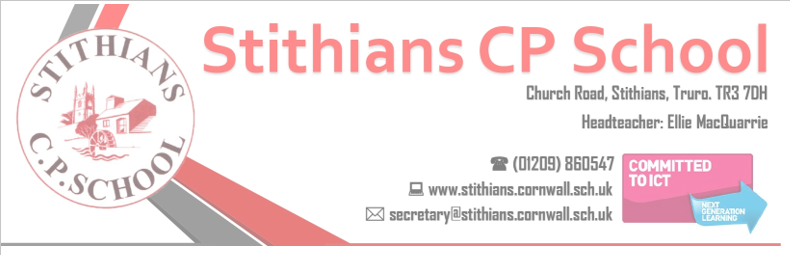 STITHIANS
C.P. SCHOOL
Stithians CP School
Church Road, Stithians, Truro. TR3 7DH
Headteacher: Ellie MacQuarrie
(01209) 860547
www.stithians.cornwall.sch.uk
secretary@stithians.cornwall.sch.uk
COMMITTED
TO ICT
NEXT
GENERATION
LEARNING